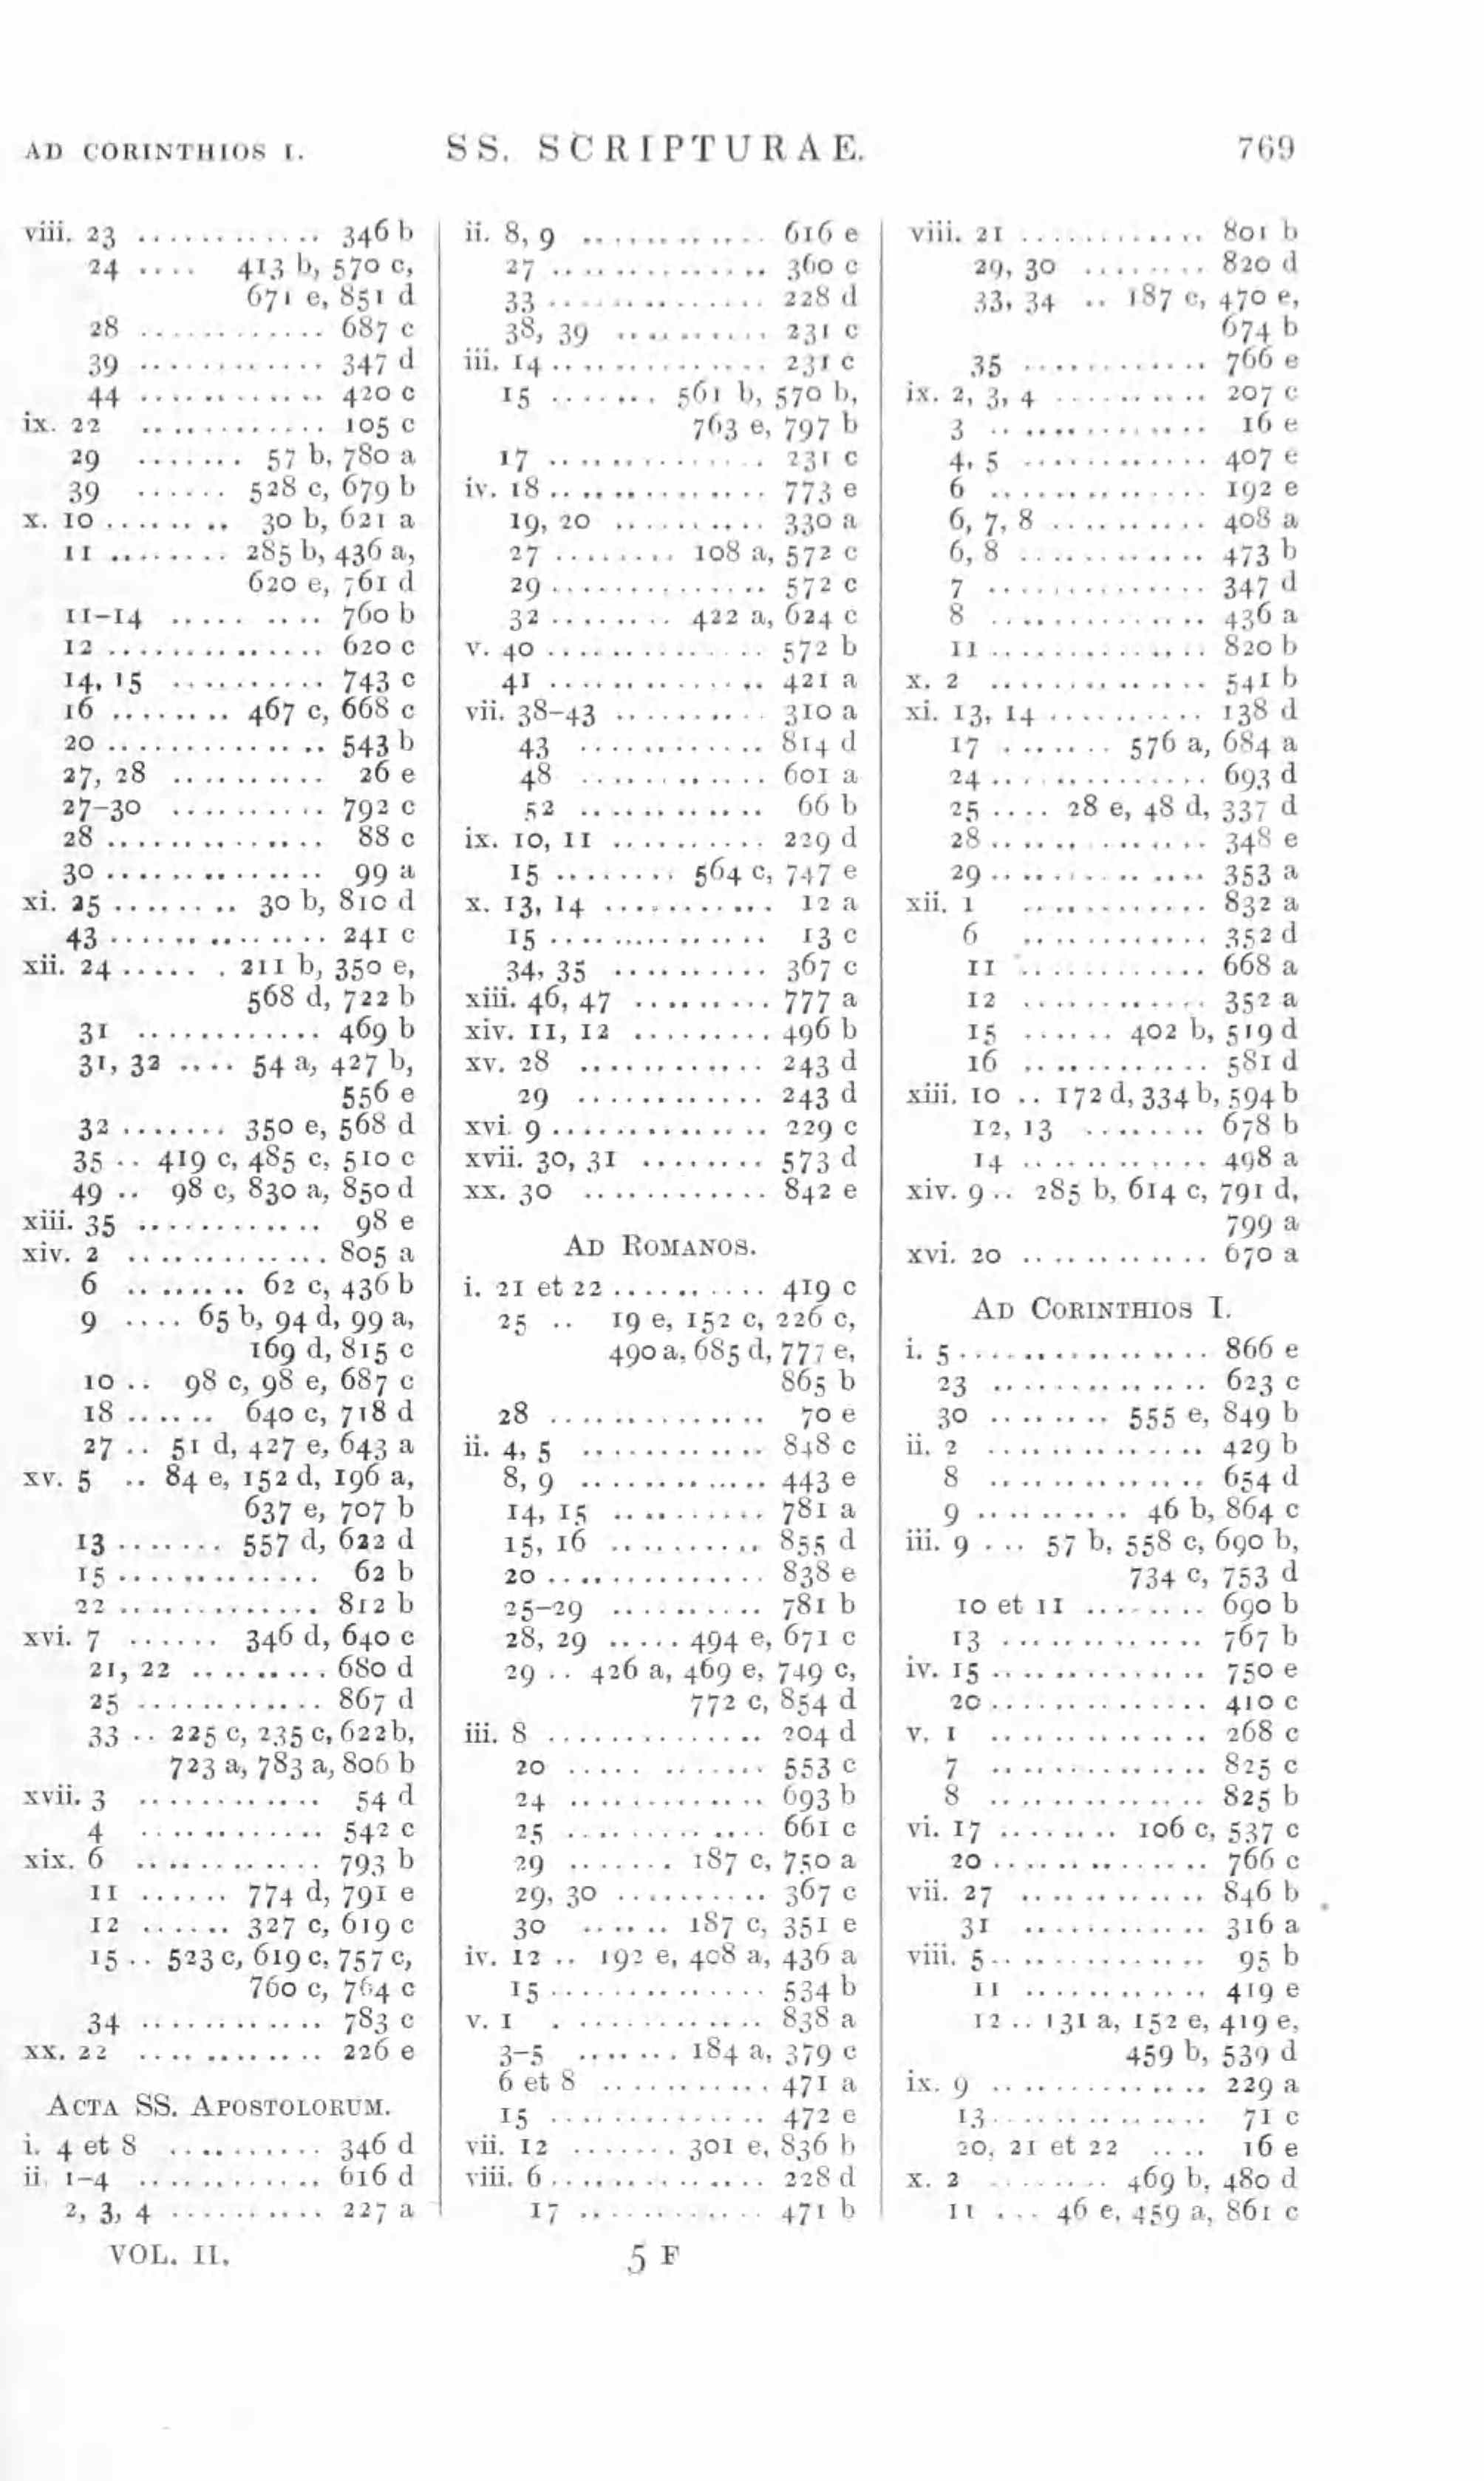 AD CORINTHIOS I. SS. SCRIPTURAE. 769
viii. 23 ............ 346 b
24 .... 413 b, 570 c,
671 e, 851 d
28 ............ 687 c
39 ............ 347 d
44 ............ 420 c
ix. 22 ............ 105 c
29 ....... 57 b, 780 a
39 ...... 528 c, 679 b
x. 10 ........ 30 b, 621 a
11 ........ 285 b, 436 a,
620 e, 761 d
11-14 ......... 760 b
12 .............. 620 c
14, 15 .......... 743 c
16 ........ 467 c, 668 c
20 .............. 543 b
27, 28 .......... 26 e
27-30 .......... 792 c
28 .............. 88 c
30 .............. 99 a
xi. 25 ........ 30 b, 810 d
43 .............. 241 c
xii. 24 ...... 211 b, 350 e,
568 d, 722 b
31 ............ 469 b
31, 32 .... 54 a, 427 b,
556 e
32 ....... 350 e, 568 d
35 .. 419 c, 485 c, 510 c
49 .. 98 c, 830 a, 850 d
xiii. 35 ............ 98 e
xiv. 2 ............. 805 a
6 ........ 62 c, 436 b
9 .... 65 b, 94 d, 99 a,
169 d, 815 c
10 .. 98 c, 98 e, 687 c
18 ...... 640 c, 718 d
27 .. 51 d, 427 e, 643 a
xv. 5 .. 84 e, 152 d, 196 a,
637 e, 707 b
13 ....... 557 d, 622 d
15 ............. 62 b
22 ............. 812 b
xvi. 7 ...... 346 d, 640 c
21, 22 ......... 680 d
25 ............ 867 d
33 .. 225 c, 235 c, 622 b,
723 a, 783 a, 806 b
xvii. 3 ............ 54 d
4 ............ 542 c
xix. 6 ............ 793 b
11 ...... 774 d, 791 e
12 ...... 327 c, 619 c
15 .. 523 c, 619 c, 757 c,
760 c, 764 c
34 ............ 783 c
xx. 22 ............ 226 e
ACTA SS. APOSTOLORUM.
i. 4 et 8 .......... 346 d
ii. 1-4 ............ 616 d
2, 3, 4 .......... 227 a
ii. 8, 9 ............ 616 e
27 .............. 360 c
33 .............. 228 d
38, 39 .......... 231 c
iii. 14 .............. 231 c
15 ....... 561 b, 570 b,
763 e, 797 b
17 .............. 231 c
iv. 18 .............. 773 e
19, 20 .......... 330 a
27 ........ 108 a, 572 c
29 .............. 572 c
32 ........ 422 a, 624 c
v. 40 .............. 572 b
41 .............. 421 a
vii. 38-43 .......... 310 a
43 ............ 814 d
48 ............ 601 a
52 ............ 66 b
ix. 10, 11 .......... 229 d
15 ........ 564 c, 747 e
x. 13, 14 ........... 12 a
15 .............. 13 c
34, 35 .......... 367 c
xiii. 46, 47 ......... 777 a
xiv. 11, 12 ......... 496 b
xv. 28 ............ 243 d
29 ............ 243 d
xvi. 9 .............. 229 c
xvii. 30, 31 ........ 573 d
xx. 30 ............ 842 e
AD ROMANOS.
i. 21 et 22 .......... 419 c
25 .. 19 e, 152 c, 226 c,
490 a, 685 d, 777 e,
865 b
28 .............. 70 e
ii. 4, 5 ............ 848 c
8, 9 ............ 443 e
14, 15 .......... 781 a
15, 16 .......... 855 d
20 .............. 838 e
25-29 .......... 781 b
28, 29 ..... 494 e, 671 c
29 .. 426 a, 469 e, 749 c,
772 c, 854 d
iii. 8 .............. 204 d
20 ............ 553 c
24 ............ 693 b
25 ............ 661 c
29 ....... 187 c, 750 a
29, 30 .......... 367 c
30 ...... 187 c, 351 e
iv. 12 .. 192 e, 408 a, 436 a
15 .............. 534 b
v. 1 ............. 838 a
3-5 ....... 184 a, 379 c
6 et 8 ........... 471 a
15 .............. 472 e
vii. 12 ....... 301 e, 836 b
viii. 6 .............. 228 d
17 ............ 471 b
viii. 21 ............ 801 b
29, 30 ........ 820 d
33, 34 .. 187 c, 470 e,
674 b
35 ............ 766 e
ix. 2, 3, 4 .......... 207 c
3 .............. 16 e
4, 5 ............ 407 e
6 .............. 192 e
6, 7, 8 .......... 408 a
6, 8 ............ 473 b
7 .............. 347 d
8 .............. 436 a
11 .............. 820 b
x. 2 .............. 541 b
xi. 13, 14 .......... 138 d
17 ....... 576 a, 684 a
24 .............. 693 d
25 .... 28 e, 48 d, 337 d
28 .............. 348 e
29 .............. 353 a
xii. 1 ............ 832 a
6 ............ 352 d
11 ............ 668 a
12 ............ 352 a
15 ...... 402 b, 519 d
16 ............ 581 d
xiii. 10 .. 172 d, 334 b, 594 b
12, 13 ........ 678 b
14 ............ 498 a
xiv. 9 .. 285 b, 614 c, 791 d,
799 a
xvi. 20 ............ 670 a
AD CORINTHIOS I.
i. 5 ................ 866 e
23 .............. 623 c
30 ........ 555 e, 849 b
ii. 2 .............. 429 b
8 .............. 654 d
9 .......... 46 b, 864 c
iii. 9 .... 57 b, 558 c, 690 b,
734 c, 753 d
10 et 11 ........ 690 b
13 ............. 767 b
iv. 15 .............. 750 e
20 .............. 410 c
v. 1 .............. 268 c
7 .............. 825 c
8 .............. 825 b
vi. 17 ........ 106 c, 537 c
20 .............. 766 c
vii. 27 ............ 846 b
31 ............ 316 a
viii. 5 .............. 95 b
11 ............ 419 e
12 .. 131 a, 152 e, 419 e,
459 b, 539 d
ix. 9 .............. 229 a
13 .............. 71 c
20, 21 et 22 .... 16 e
x. 2 ........ 469 b, 480 d
11 ... 46 e, 459 a, 861 c
VOL. II. 5 F